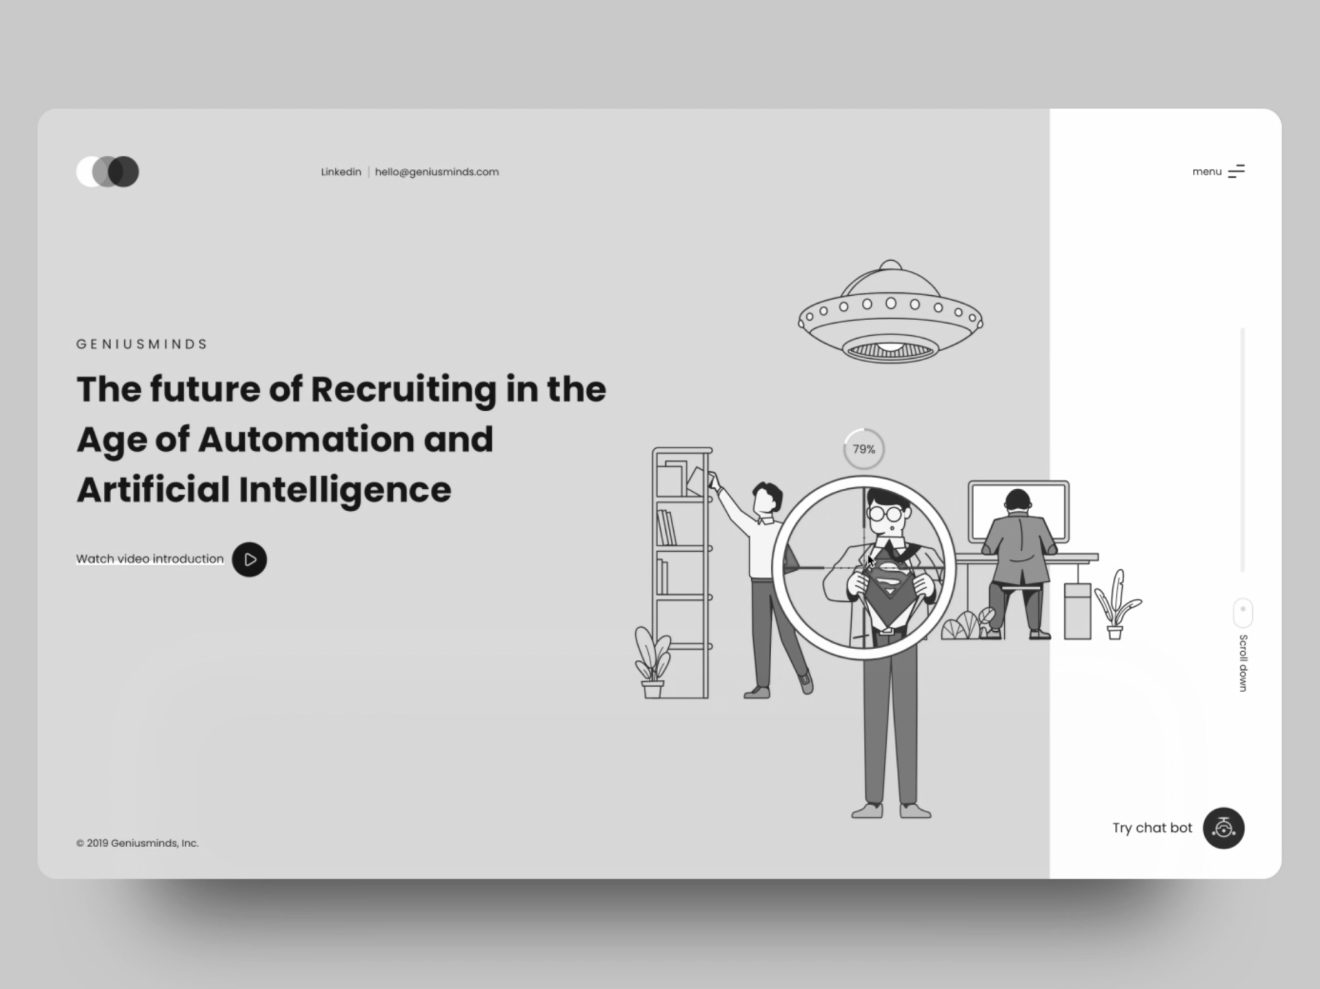 Linkedin | hello@geniusminds.com
menu
GENIUSMINDS
The future of Recruiting in the
Age of Automation and
Artificial Intelligence
Watch video introduction
79%
S
Scroll down
Try chat bot
© 2019 Geniusminds, Inc.